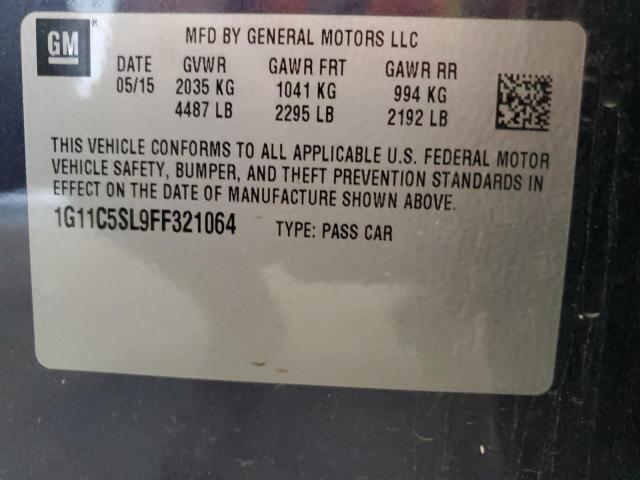 GM
MFD BY GENERAL MOTORS LLC
DATE GVWR GAWR FRT GAWR RR
05/15 2035 KG 1041 KG 994 KG
4487 LB 2295 LB 2192 LB
THIS VEHICLE CONFORMS TO ALL APPLICABLE U.S. FEDERAL MOTOR
VEHICLE SAFETY, BUMPER, AND THEFT PREVENTION STANDARDS IN
EFFECT ON THE DATE OF MANUFACTURE SHOWN ABOVE.
1G11C5SL9FF321064 TYPE: PASS CAR